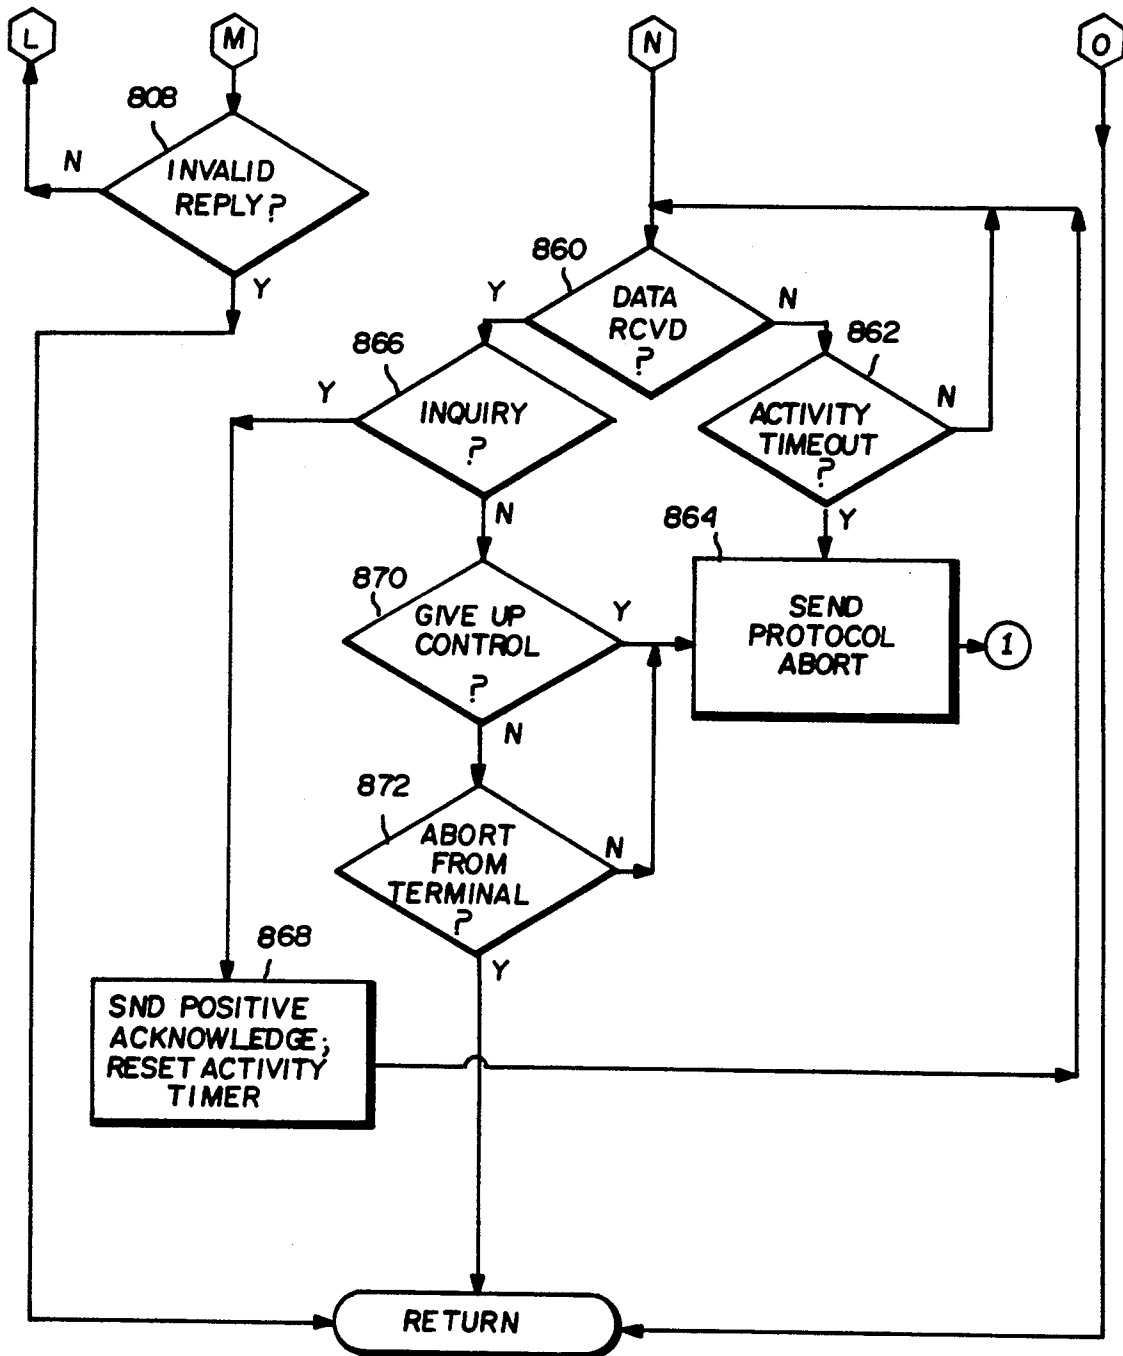 L
M
N
O
808
INVALID
REPLY?
N
Y
860
DATA
RCVD
?
Y
N
862
ACTIVITY
TIMEOUT
?
N
Y
866
INQUIRY
?
Y
N
864
SEND
PROTOCOL
ABORT
1
870
GIVE UP
CONTROL
?
Y
N
872
ABORT
FROM
TERMINAL
?
N
Y
868
SND POSITIVE
ACKNOWLEDGE;
RESET ACTIVITY
TIMER
RETURN